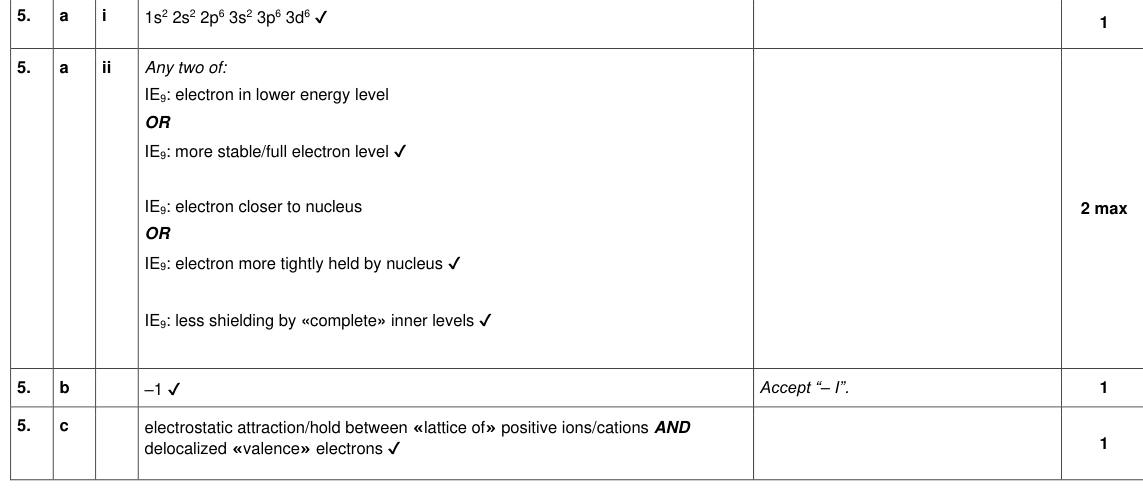 5. a i 1s² 2s² 2p⁶ 3s² 3p⁶ 3d⁶ ✓ 1
5. a ii Any two of:
IE₉: electron in lower energy level
OR
IE₉: more stable/full electron level ✓
IE₉: electron closer to nucleus
2 max
OR
IE₉: electron more tightly held by nucleus ✓
IE₉: less shielding by «complete» inner levels ✓
5. b –1 ✓ Accept “– I”. 1
5. c electrostatic attraction/hold between «lattice of» positive ions/cations AND
delocalized «valence» electrons ✓ 1